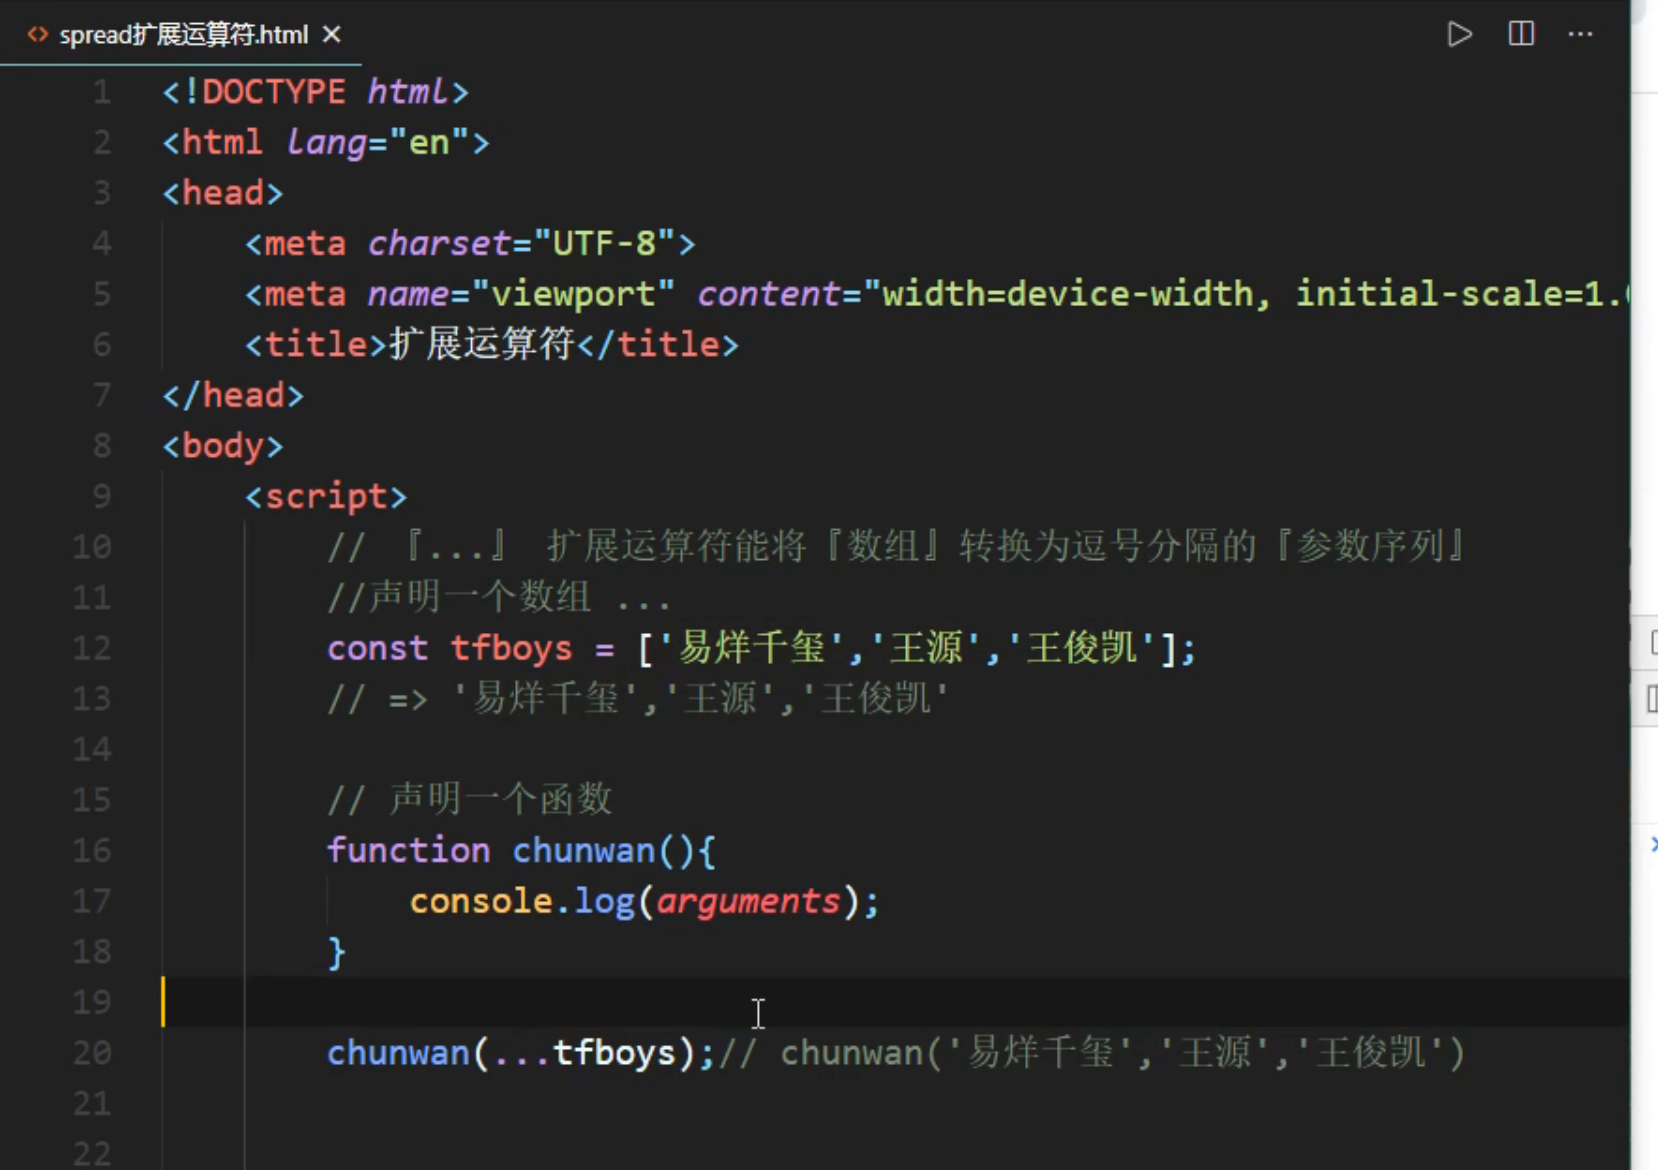 spread扩展运算符.html
1 <!DOCTYPE html>
2 <html lang="en">
3 <head>
4 <meta charset="UTF-8">
5 <meta name="viewport" content="width=device-width, initial-scale=1.
6 <title>扩展运算符</title>
7 </head>
8 <body>
9 <script>
10 // 『...』 扩展运算符能将『数组』转换为逗号分隔的『参数序列』
11 //声明一个数组 ...
12 const tfboys = ['易烊千玺','王源','王俊凯'];
13 // => '易烊千玺','王源','王俊凯'
14
15 // 声明一个函数
16 function chunwan(){
17 console.log(arguments);
18 }
19
20 chunwan(...tfboys);// chunwan('易烊千玺','王源','王俊凯')
21
22